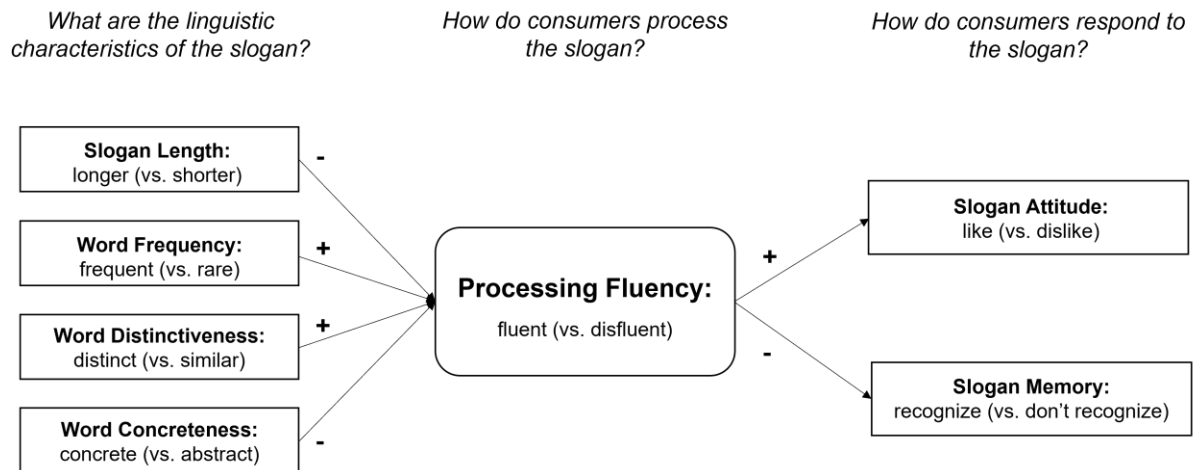 What are the linguistic
characteristics of the slogan?
How do consumers process
the slogan?
How do consumers respond to
the slogan?
Slogan Length:
longer (vs. shorter)
-
Word Frequency:
frequent (vs. rare)
+
Word Distinctiveness:
distinct (vs. similar)
+
Word Concreteness:
concrete (vs. abstract)
-
Processing Fluency:
fluent (vs. disfluent)
+
-
Slogan Attitude:
like (vs. dislike)
Slogan Memory:
recognize (vs. don’t recognize)